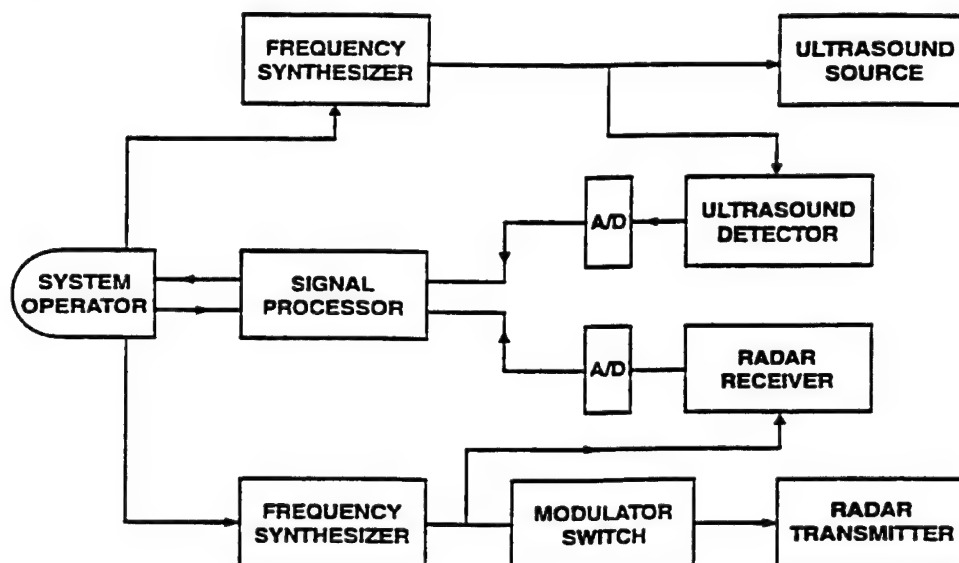 FREQUENCY
SYNTHESIZER
ULTRASOUND
SOURCE
A/D
ULTRASOUND
DETECTOR
SYSTEM
OPERATOR
SIGNAL
PROCESSOR
A/D
RADAR
RECEIVER
FREQUENCY
SYNTHESIZER
MODULATOR
SWITCH
RADAR
TRANSMITTER